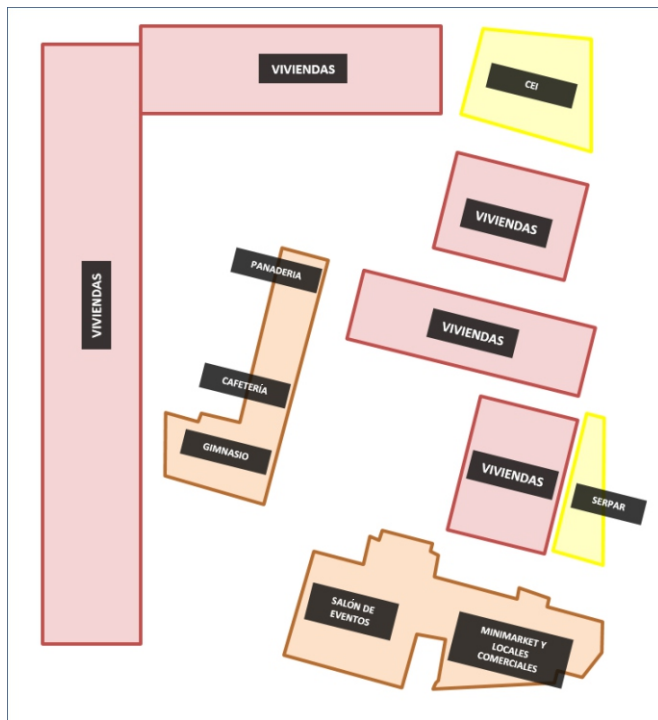 VIVIENDAS
CEI
VIVIENDAS
VIVIENDAS
PANADERIA
VIVIENDAS
CAFETERÍA
GIMNASIO
VIVIENDAS
SERPAR
SALÓN DE
EVENTOS
MINIMARKET Y
LOCALES
COMERCIALES